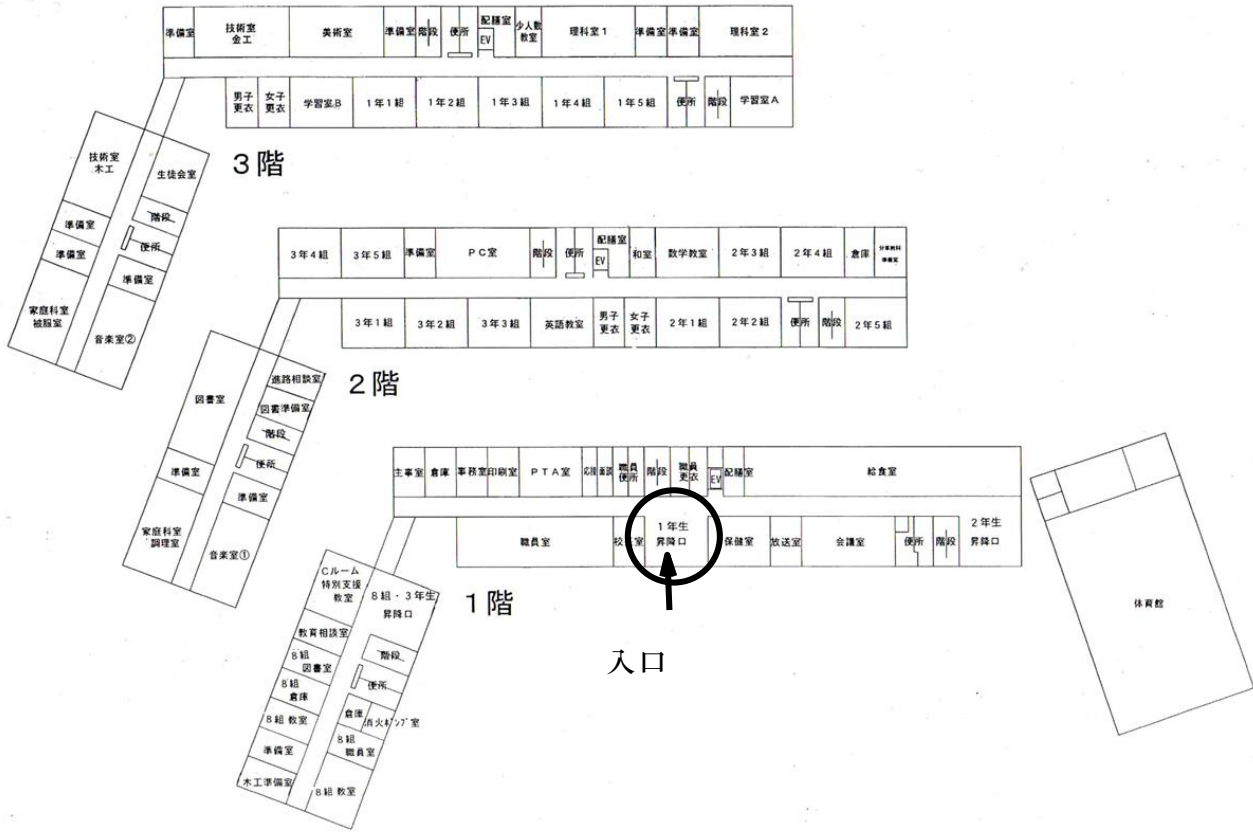 準備室
技術室
金工
美術室
準備室
階段
便所
配膳室
EV
少人数
教室
理科室1
準備室
準備室
理科室2
男子
更衣
女子
更衣
学習室B
1年1組
1年2組
1年3組
1年4組
1年5組
便所
階段
学習室A
3階
技術室
木工
生徒会室
階段
準備室
便所
準備室
準備室
家庭科室
被服室
音楽室②
3年4組
3年5組
準備室
PC室
階段
便所
配膳室
EV
和室
数学教室
2年3組
2年4組
倉庫
3年1組
3年2組
3年3組
英語教室
男子
更衣
女子
更衣
2年1組
2年2組
便所
階段
2年5組
2階
図書室
進路相談室
図書準備室
階段
便所
準備室
準備室
家庭科室
調理室
音楽室①
主事室
倉庫
事務室
印刷室
PTA室
応接
面談
職員
便所
階段
職員
更衣
EV
配膳室
給食室
職員室
校長室
1年生
昇降口
保健室
放送室
会議室
便所
階段
2年生
昇降口
1階
入口
Cルーム
特別支援
教室
8組・3年生
昇降口
教育相談室
階段
8組
図書室
便所
8組
倉庫
倉庫
消火ポンプ室
8組教室
8組
職員室
準備室
木工準備室
8組教室
体育館